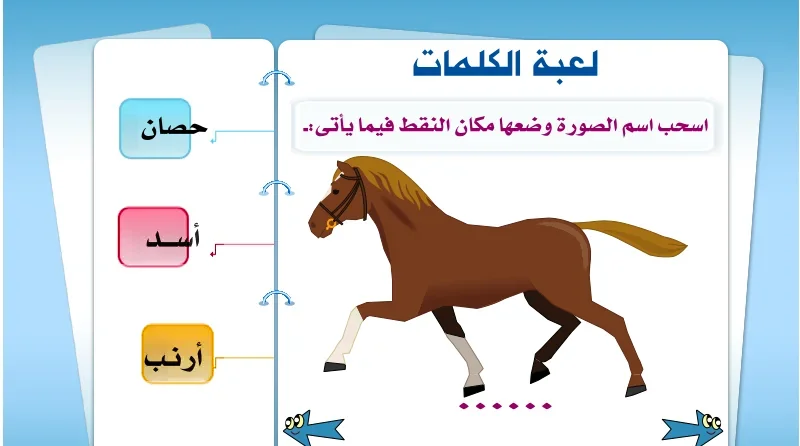 لعبة الكلمات
اسحب اسم الصورة وضعها مكان النقط فيما يأتى :ـ
حصان
أسـد
أرنب